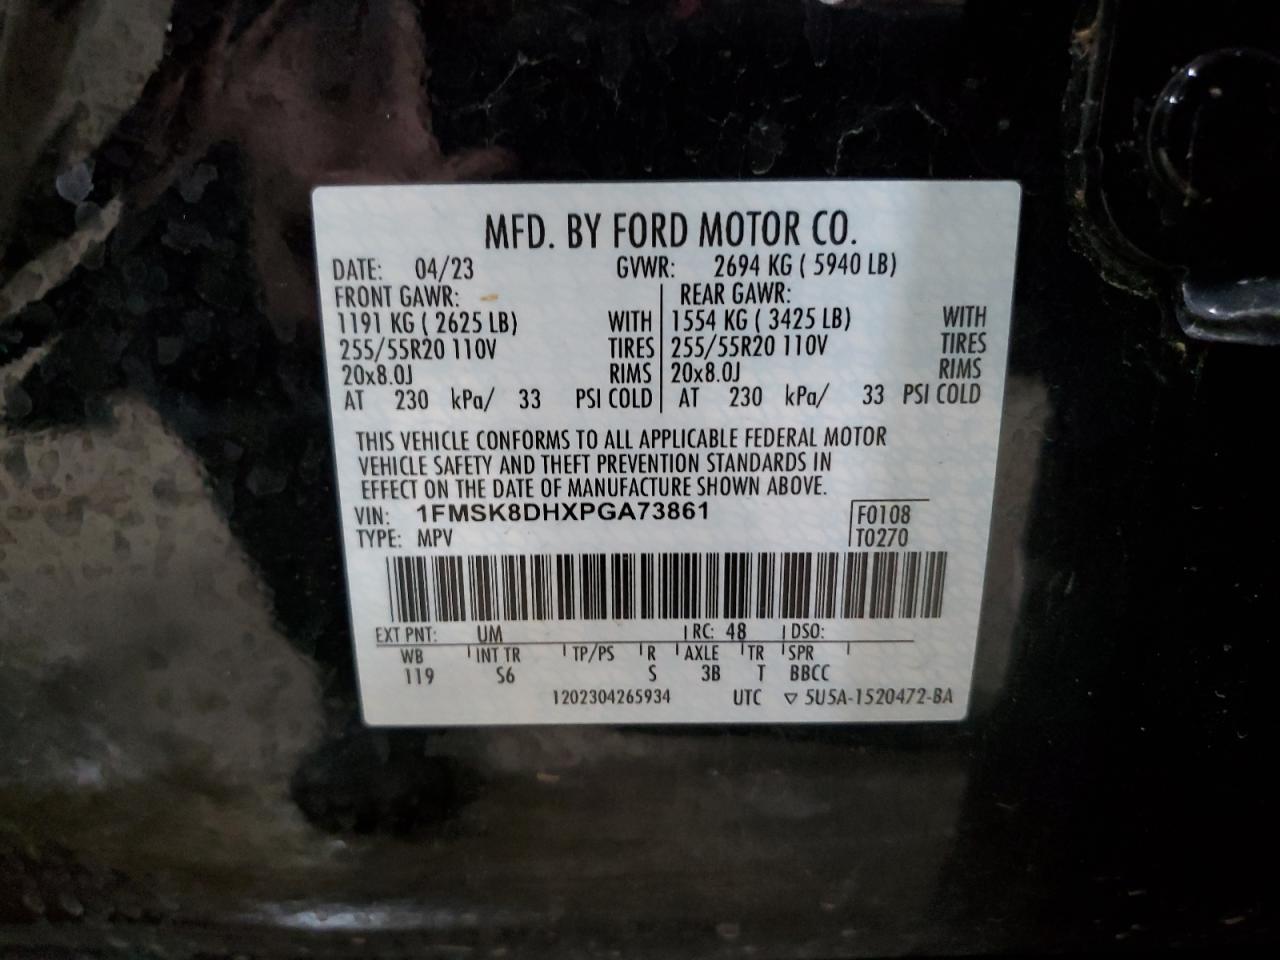 MFD. BY FORD MOTOR CO.
DATE: 04/23 GVWR: 2694 KG ( 5940 LB)
FRONT GAWR: REAR GAWR:
1191 KG ( 2625 LB) WITH 1554 KG ( 3425 LB) WITH
255/55R20 110V TIRES 255/55R20 110V TIRES
20x8.0J RIMS 20x8.0J RIMS
AT 230 kPa/ 33 PSI COLD AT 230 kPa/ 33 PSI COLD
THIS VEHICLE CONFORMS TO ALL APPLICABLE FEDERAL MOTOR
VEHICLE SAFETY AND THEFT PREVENTION STANDARDS IN
EFFECT ON THE DATE OF MANUFACTURE SHOWN ABOVE.
VIN: 1FMSK8DHXPGA73861 F0108
TYPE: MPV T0270
EXT PNT: UM RC: 48 DSO:
WB INT TR TP/PS R AXLE TR SPR
119 S6 S 3B T BBCC
1202304265934 UTC ▽ 5U5A-1520472-BA